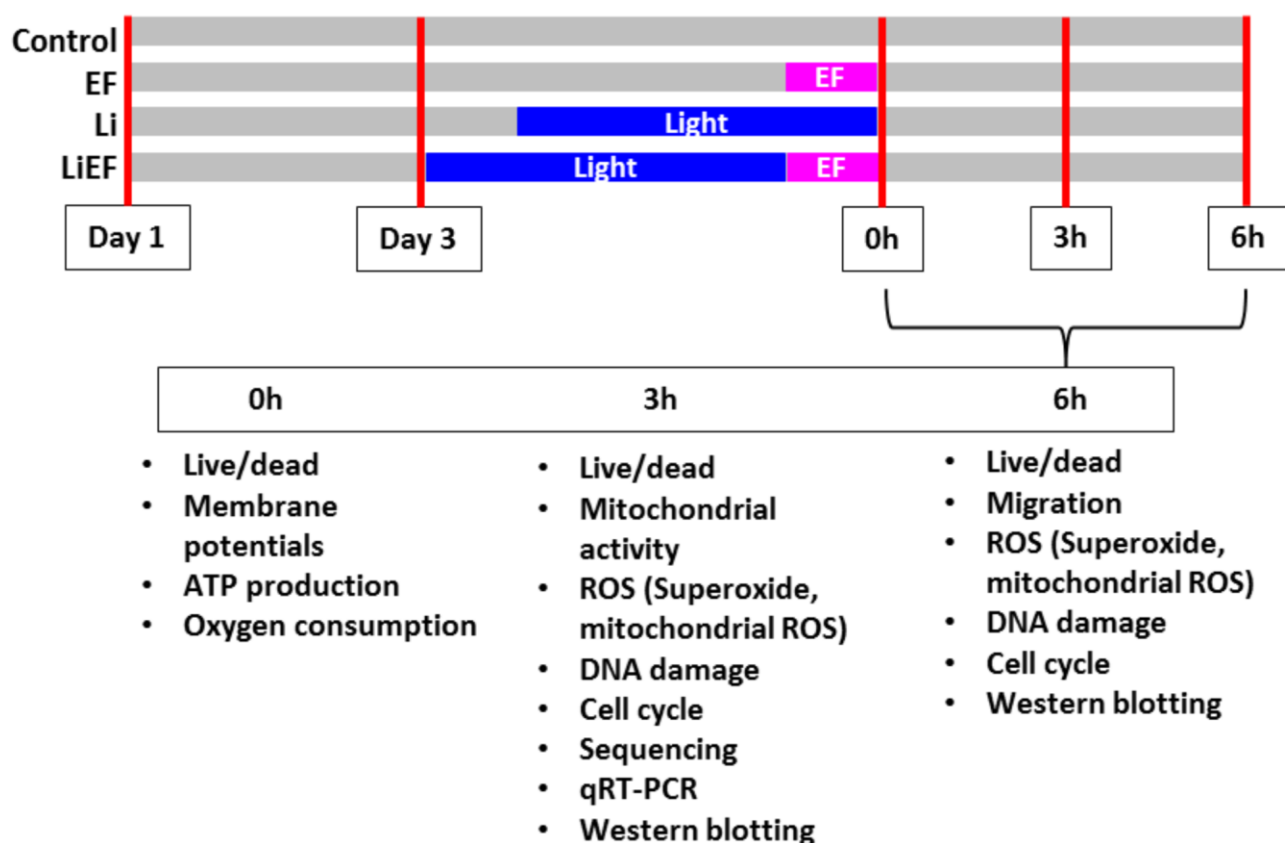 Control
EF
EF
Li
Light
LiEF
Light
EF
Day 1
Day 3
0h
3h
6h
0h
3h
6h
• Live/dead
• Membrane
potentials
• ATP production
• Oxygen consumption
• Live/dead
• Mitochondrial
activity
• ROS (Superoxide,
mitochondrial ROS)
• DNA damage
• Cell cycle
• Sequencing
• qRT-PCR
• Western blotting
• Live/dead
• Migration
• ROS (Superoxide,
mitochondrial ROS)
• DNA damage
• Cell cycle
• Western blotting